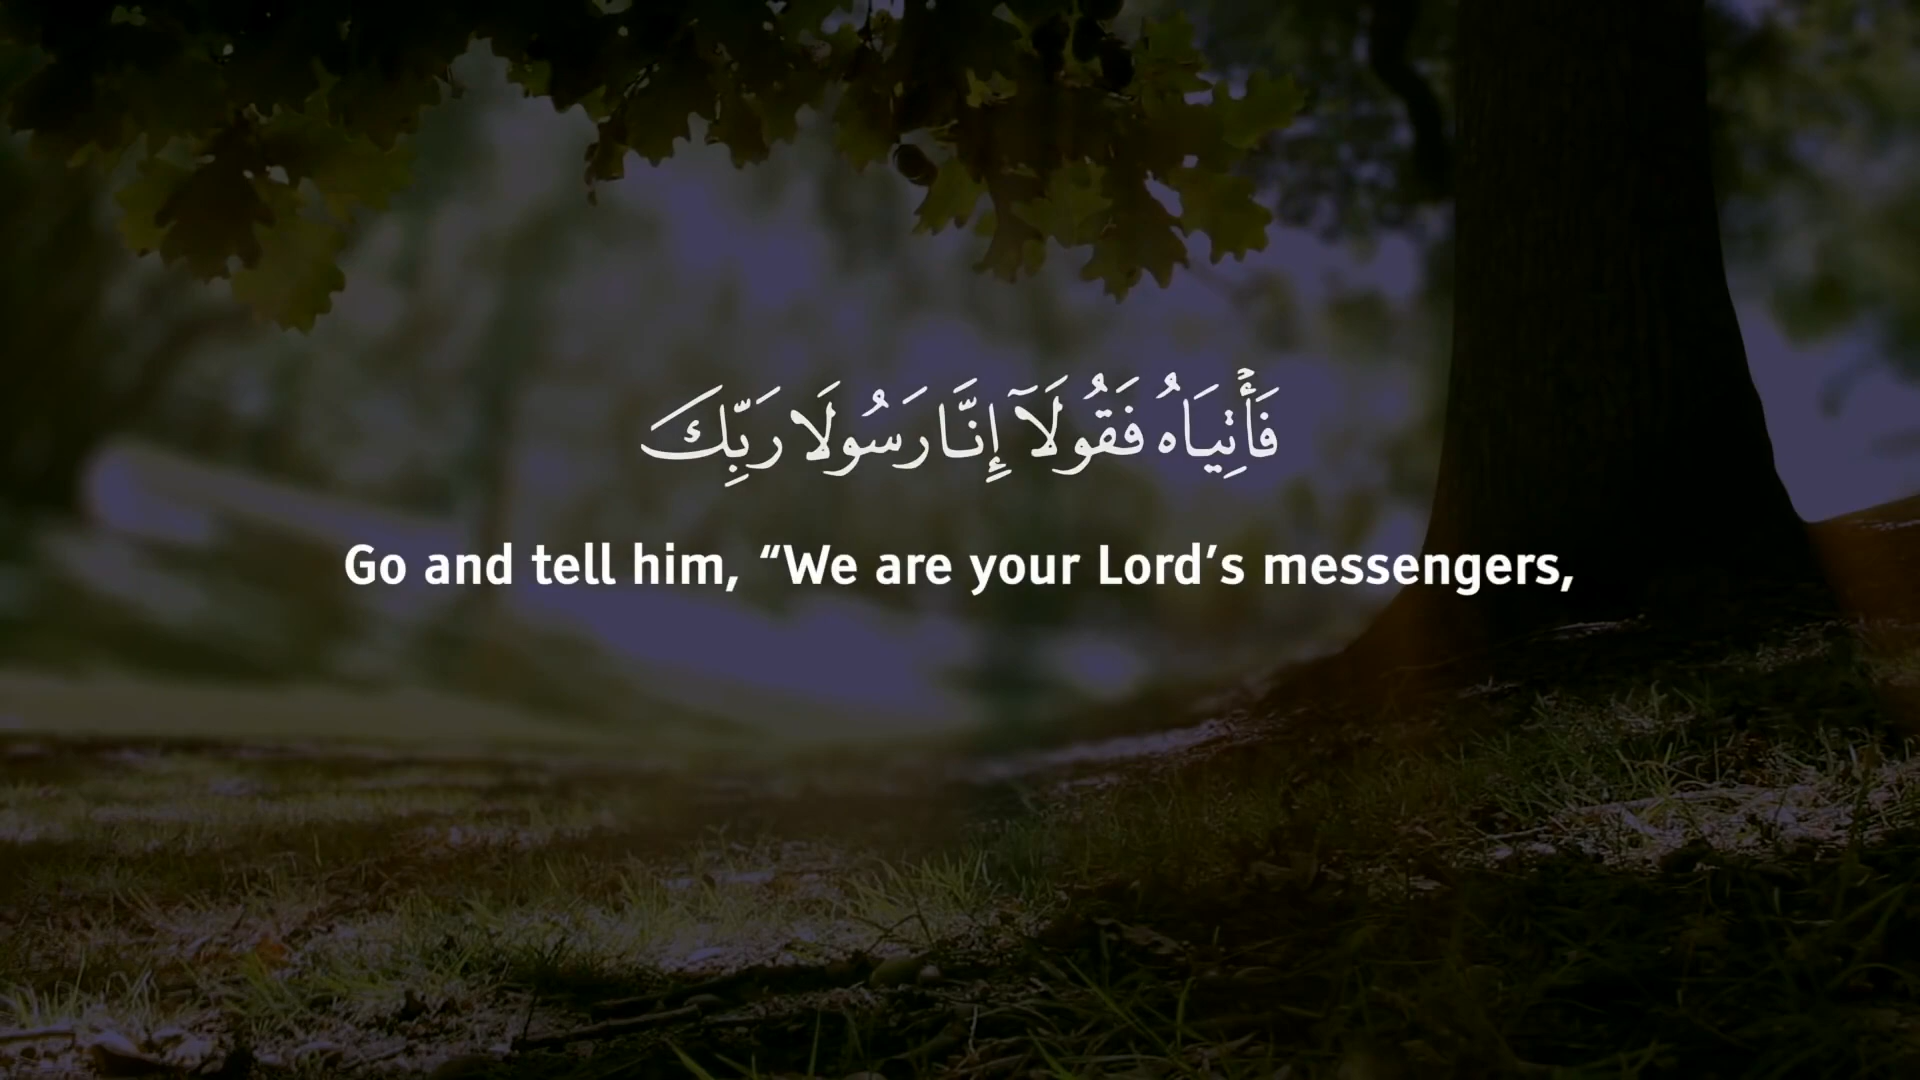 فَأْتِيَاهُ فَقُولَآ إِنَّا رَسُولَا رَبِّكَ
Go and tell him, “We are your Lord’s messengers,